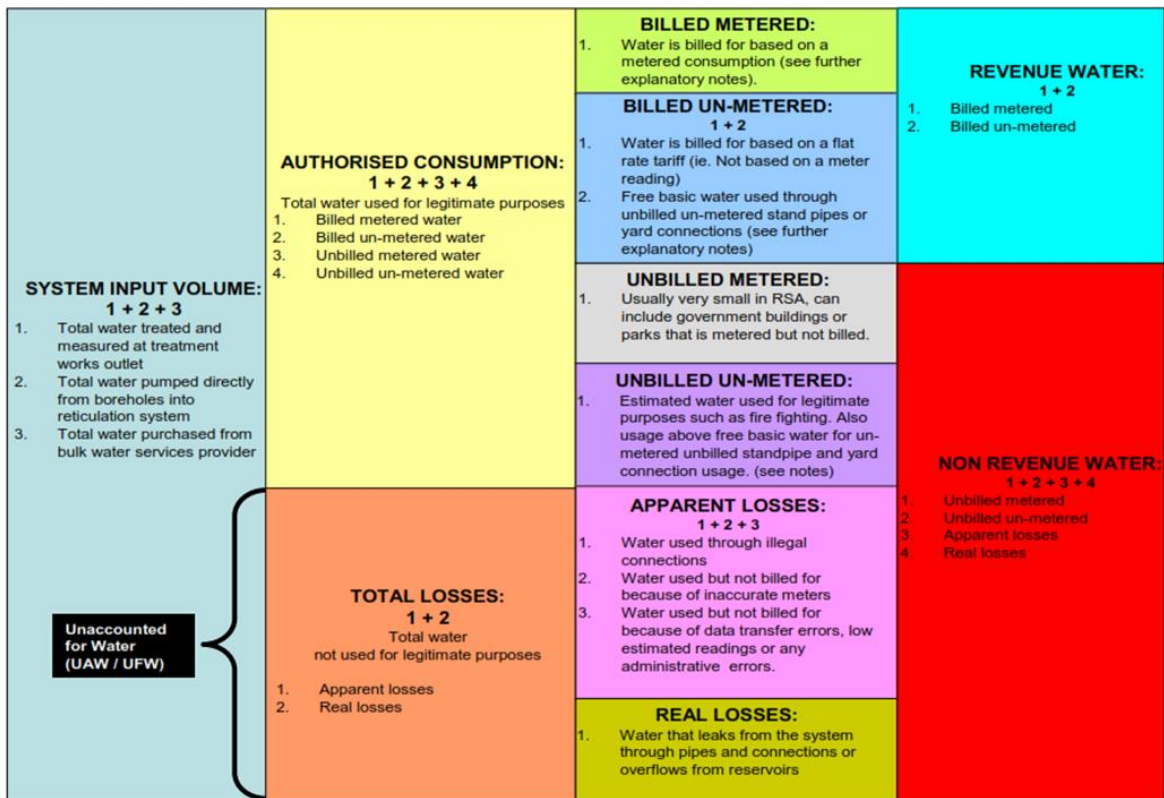 SYSTEM INPUT VOLUME:
1 + 2 + 3
1. Total water treated and
measured at treatment
works outlet
2. Total water pumped directly
from boreholes into
reticulation system
3. Total water purchased from
bulk water services provider
Unaccounted
for Water
(UAW / UFW)
AUTHORISED CONSUMPTION:
1 + 2 + 3 + 4
Total water used for legitimate purposes
1. Billed metered water
2. Billed un-metered water
3. Unbilled metered water
4. Unbilled un-metered water
TOTAL LOSSES:
1 + 2
Total water
not used for legitimate purposes
1. Apparent losses
2. Real losses
BILLED METERED:
1. Water is billed for based on a
metered consumption (see further
explanatory notes).
BILLED UN-METERED:
1 + 2
1. Water is billed for based on a flat
rate tariff (ie. Not based on a meter
reading)
2. Free basic water used through
unbilled un-metered stand pipes or
yard connections (see further
explanatory notes)
UNBILLED METERED:
1. Usually very small in RSA, can
include government buildings or
parks that is metered but not billed.
UNBILLED UN-METERED:
1. Estimated water used for legitimate
purposes such as fire fighting. Also
usage above free basic water for un-
metered unbilled standpipe and yard
connection usage. (see notes)
APPARENT LOSSES:
1 + 2 + 3
1. Water used through illegal
connections
2. Water used but not billed for
because of inaccurate meters
3. Water used but not billed for
because of data transfer errors, low
estimated readings or any
administrative errors.
REAL LOSSES:
1. Water that leaks from the system
through pipes and connections or
overflows from reservoirs
REVENUE WATER:
1 + 2
1. Billed metered
2. Billed un-metered
NON REVENUE WATER:
1 + 2 + 3 + 4
1. Unbilled metered
2. Unbilled un-metered
3. Apparent losses
4. Real losses